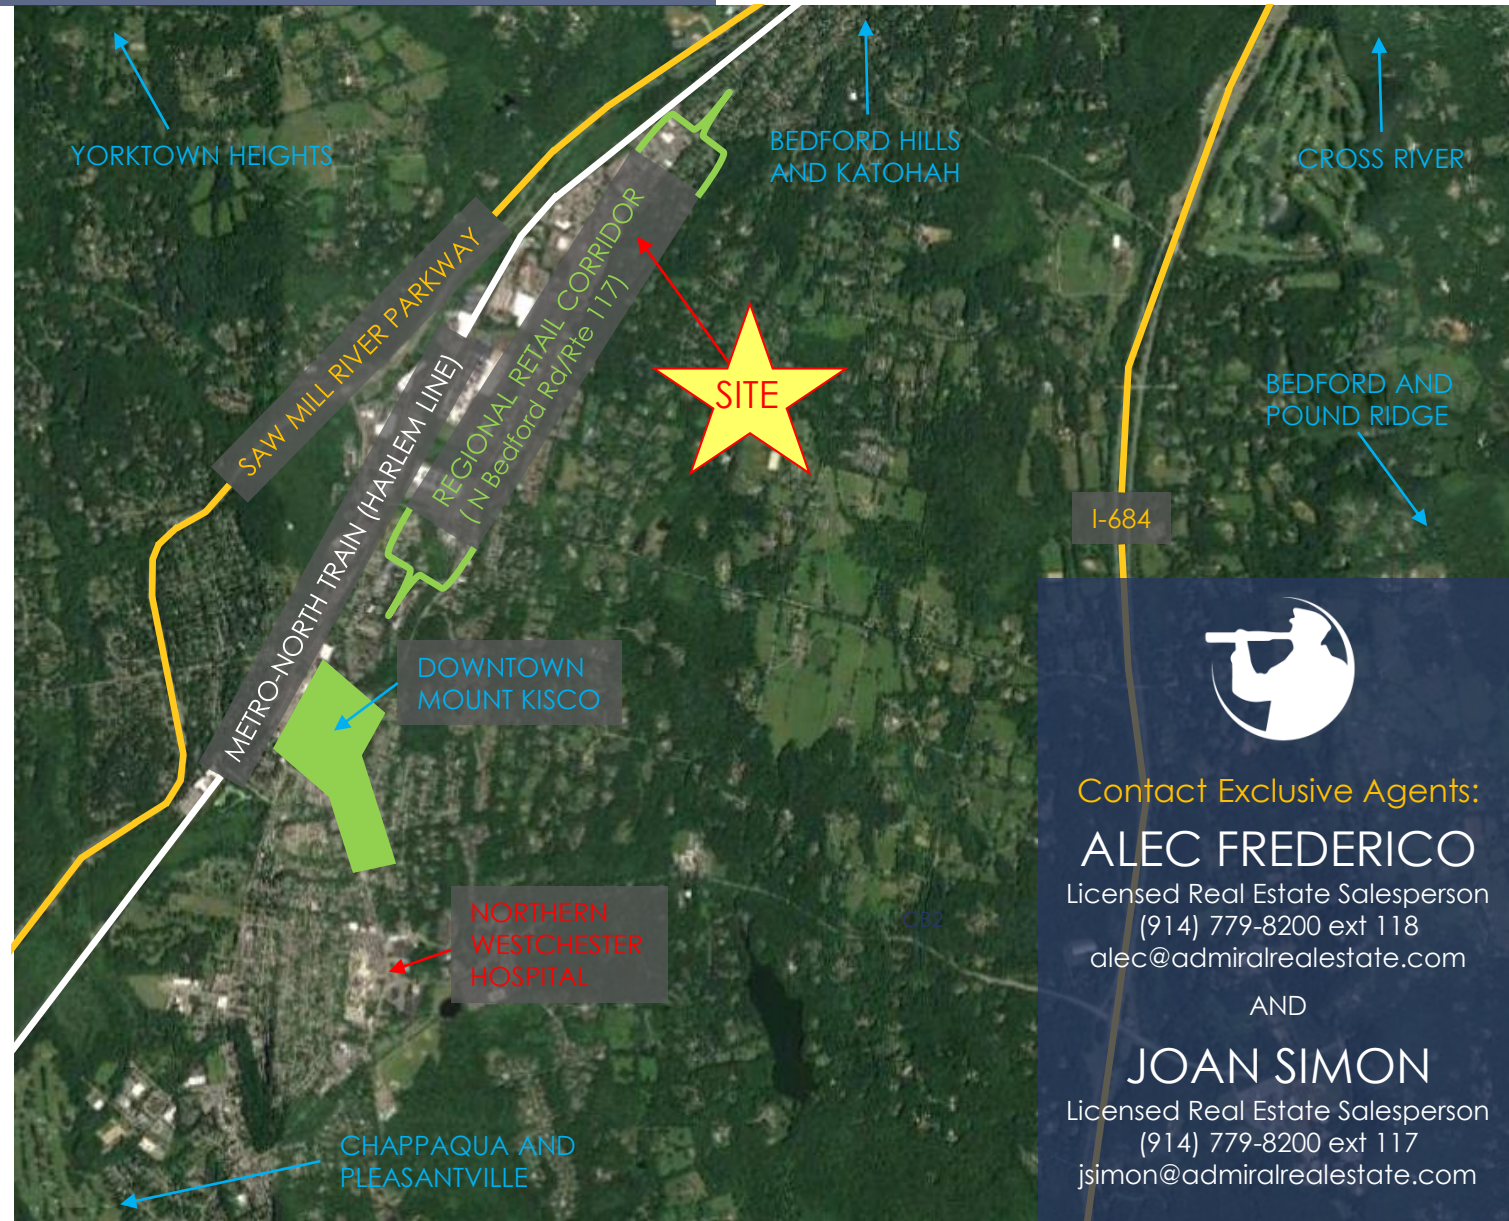 YORKTOWN HEIGHTS
BEDFORD HILLS
AND KATOHAH
CROSS RIVER
SAW MILL RIVER PARKWAY
REGIONAL RETAIL CORRIDOR
( N Bedford Rd/Rte 117)
METRO-NORTH TRAIN (HARLEM LINE)
SITE
BEDFORD AND
POUND RIDGE
I-684
DOWNTOWN
MOUNT KISCO
NORTHERN
WESTCHESTER
HOSPITAL
CB2
CHAPPAQUA AND
PLEASANTVILLE
Contact Exclusive Agents:
ALEC FREDERICO
Licensed Real Estate Salesperson
(914) 779-8200 ext 118
alec@admiralrealestate.com
AND
JOAN SIMON
Licensed Real Estate Salesperson
(914) 779-8200 ext 117
jsimon@admiralrealestate.com